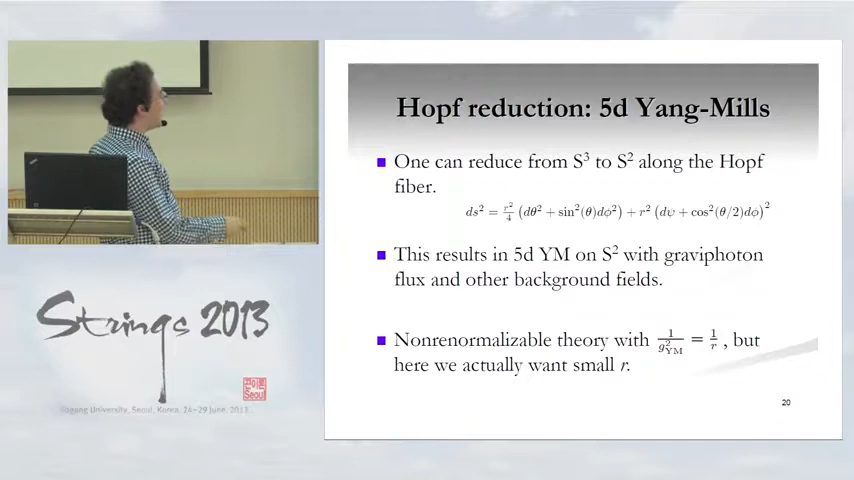 Hopf reduction: 5d Yang-Mills
One can reduce from S³ to S² along the Hopf
fiber.
ds² = r²/4 (dθ² + sin²(θ)dφ²) + r² (dψ + cos²(θ/2)dφ)²
This results in 5d YM on S² with graviphoton
flux and other background fields.
Nonrenormalizable theory with 1/g²YM = 1/r , but
here we actually want small r.
20
Strings 2013
Seoul
University, Seoul, Korea. 24-29 June, 2013.